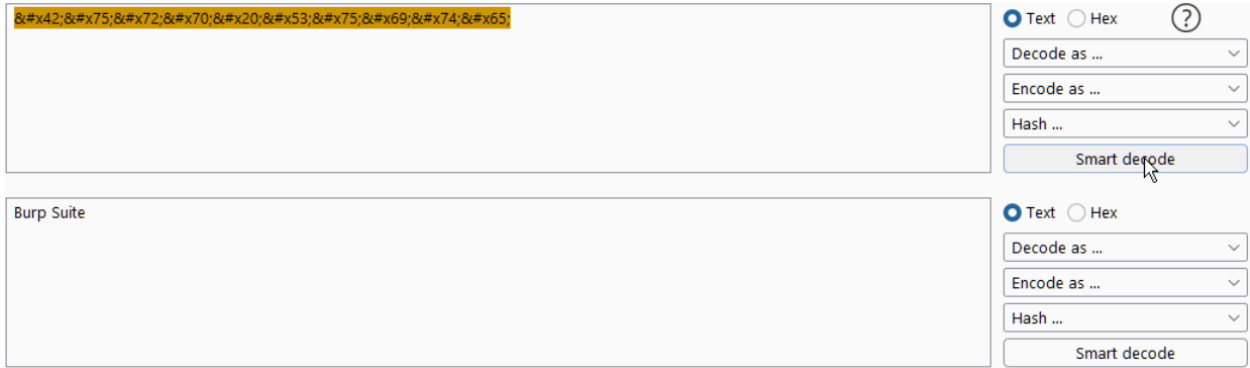 &#x42;&#x75;&#x72;&#x70;&#x20;&#x53;&#x75;&#x69;&#x74;&#x65;
Text Hex ?
Decode as ...
Encode as ...
Hash ...
Smart decode
Burp Suite
Text Hex
Decode as ...
Encode as ...
Hash ...
Smart decode